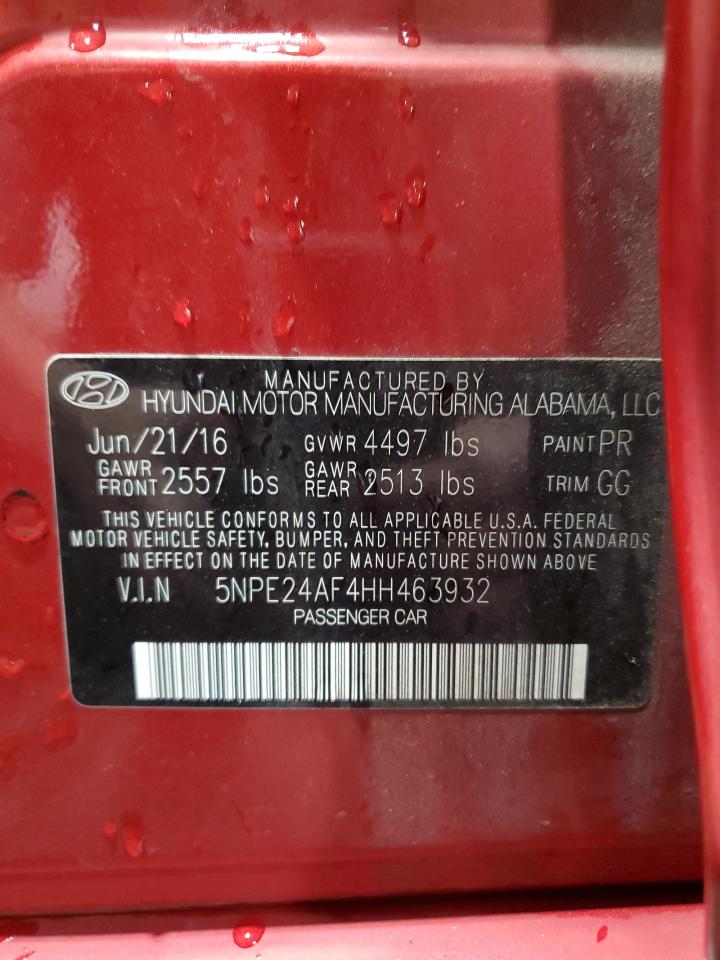 MANUFACTURED BY
HYUNDAI MOTOR MANUFACTURING ALABAMA, LLC
Jun/21/16 GVWR 4497 lbs PAINT PR
GAWR FRONT 2557 lbs GAWR REAR 2513 lbs TRIM GG
THIS VEHICLE CONFORMS TO ALL APPLICABLE U.S.A. FEDERAL
MOTOR VEHICLE SAFETY, BUMPER, AND THEFT PREVENTION STANDARDS
IN EFFECT ON THE DATE OF MANUFACTURE SHOWN ABOVE
V.I.N 5NPE24AF4HH463932
PASSENGER CAR